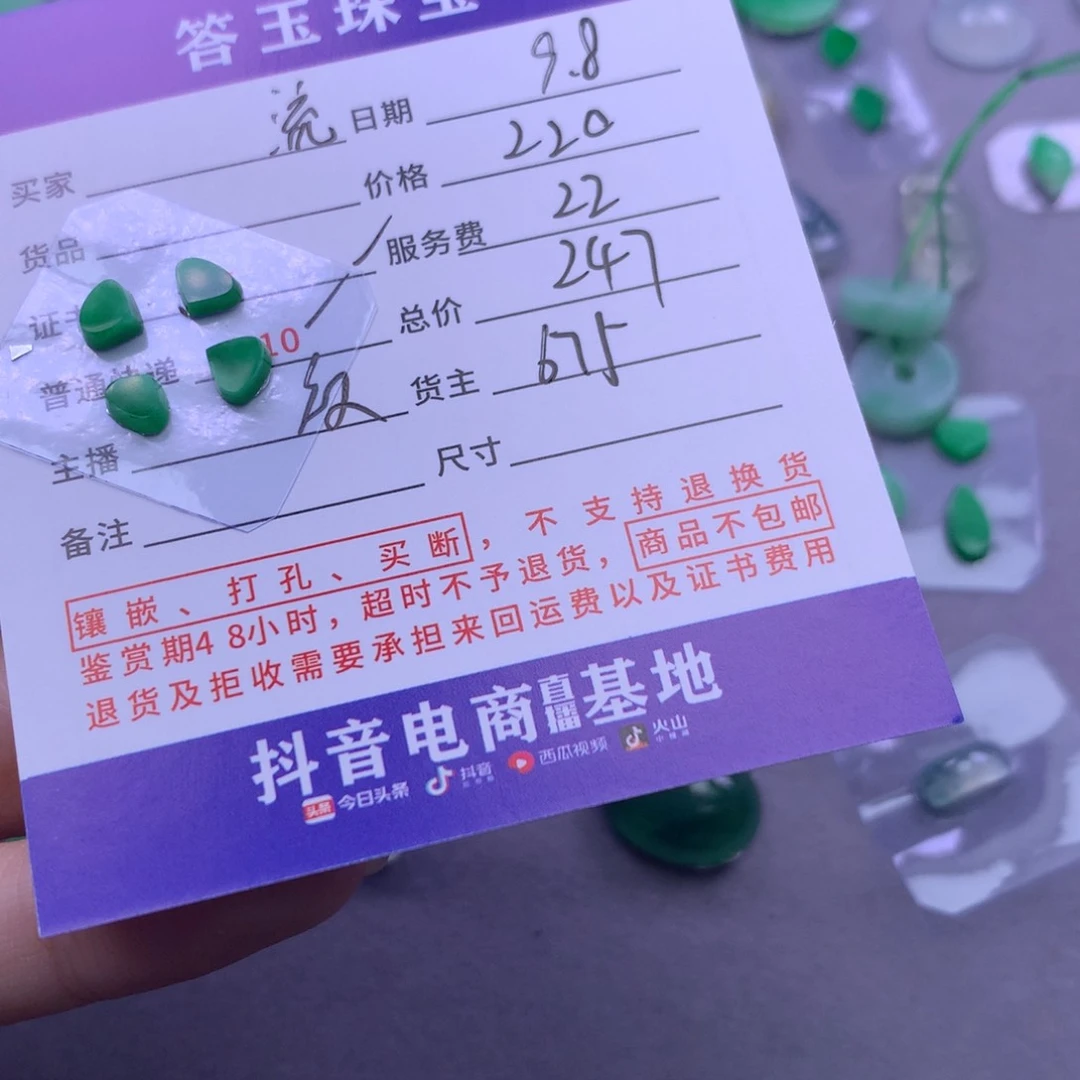 答玉珠宝
买家 流 日期 9.8
货品 价格 220
证书 / 服务费 22
普通快递 10 / 总价 247
主播 货主 675
备注 尺寸
镶嵌、打孔、买断，不支持退换货
鉴赏期48小时，超时不予退货，商品不包邮
退货及拒收需要承担来回运费以及证书费用
抖音电商直播基地
头条 今日头条 抖音 西瓜视频 火山